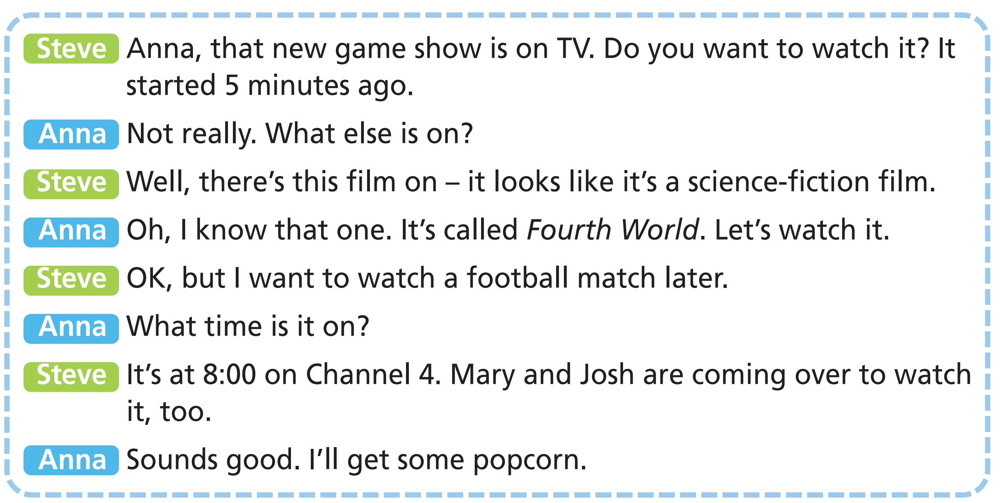 Steve Anna, that new game show is on TV. Do you want to watch it? It
started 5 minutes ago.
Anna Not really. What else is on?
Steve Well, there’s this film on – it looks like it’s a science-fiction film.
Anna Oh, I know that one. It’s called Fourth World. Let’s watch it.
Steve OK, but I want to watch a football match later.
Anna What time is it on?
Steve It’s at 8:00 on Channel 4. Mary and Josh are coming over to watch
it, too.
Anna Sounds good. I’ll get some popcorn.